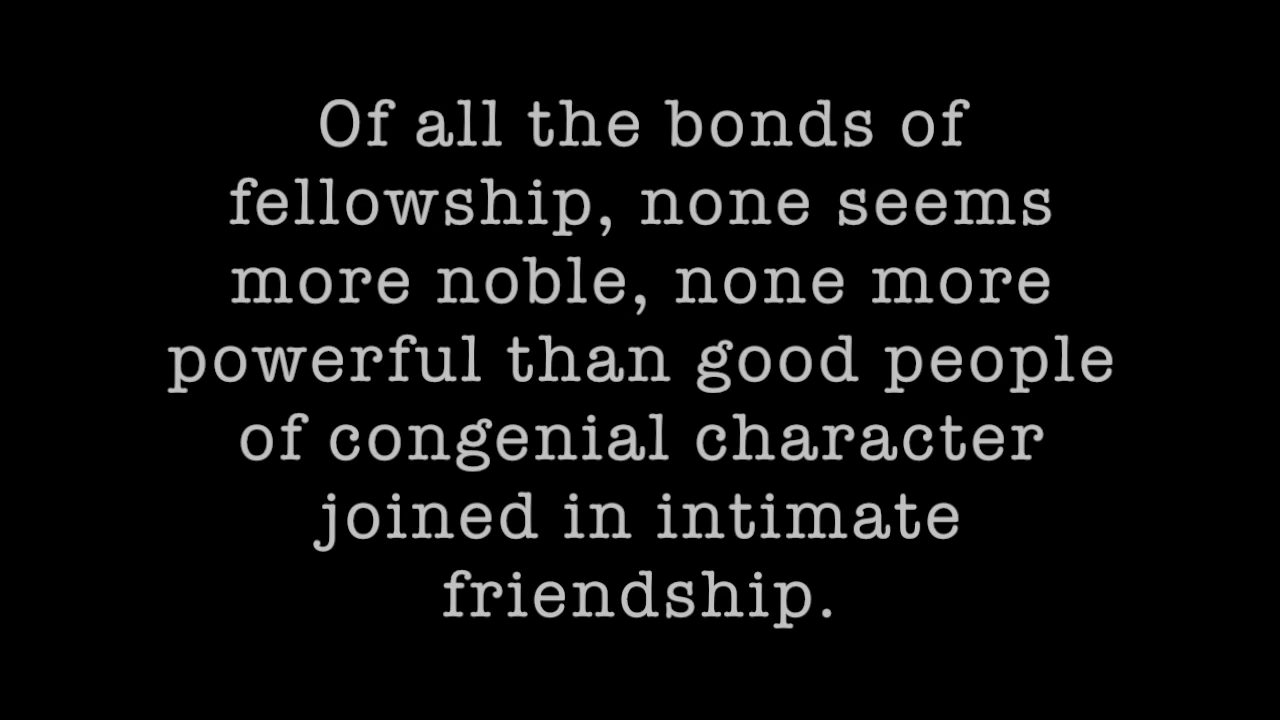 Of all the bonds of
fellowship, none seems
more noble, none more
powerful than good people
of congenial character
joined in intimate
friendship.